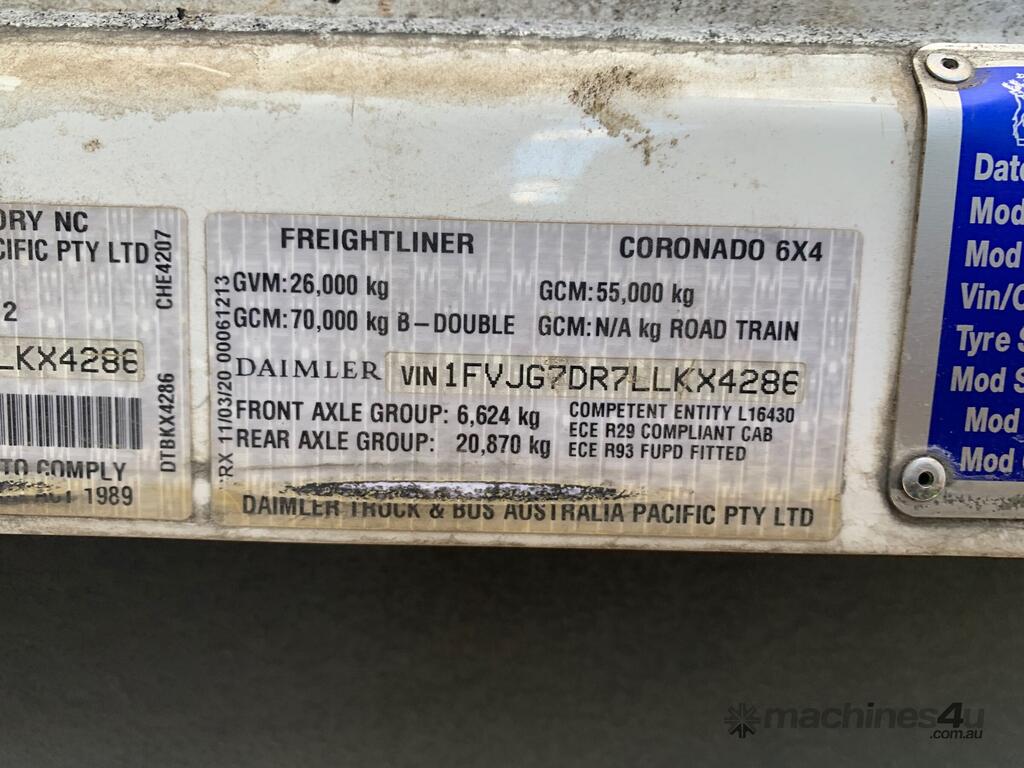 ORY NC
CIFIC PTY LTD
2
LKX4286
TO COMPLY
ACT 1989
DTBKX4286 CHE4207
RX 11/03/20 00061213
FREIGHTLINER CORONADO 6X4
GVM: 26,000 kg GCM: 55,000 kg
GCM: 70,000 kg B-DOUBLE GCM: N/A kg ROAD TRAIN
DAIMLER VIN 1FVJG7DR7LLKX4286
FRONT AXLE GROUP: 6,624 kg
REAR AXLE GROUP: 20,870 kg
COMPETENT ENTITY L16430
ECE R29 COMPLIANT CAB
ECE R93 FUPD FITTED
DAIMLER TRUCK & BUS AUSTRALIA PACIFIC PTY LTD
Date
Mod
Mod
Vin/C
Tyre S
Mod S
Mod
Mod
machines4u
.com.au